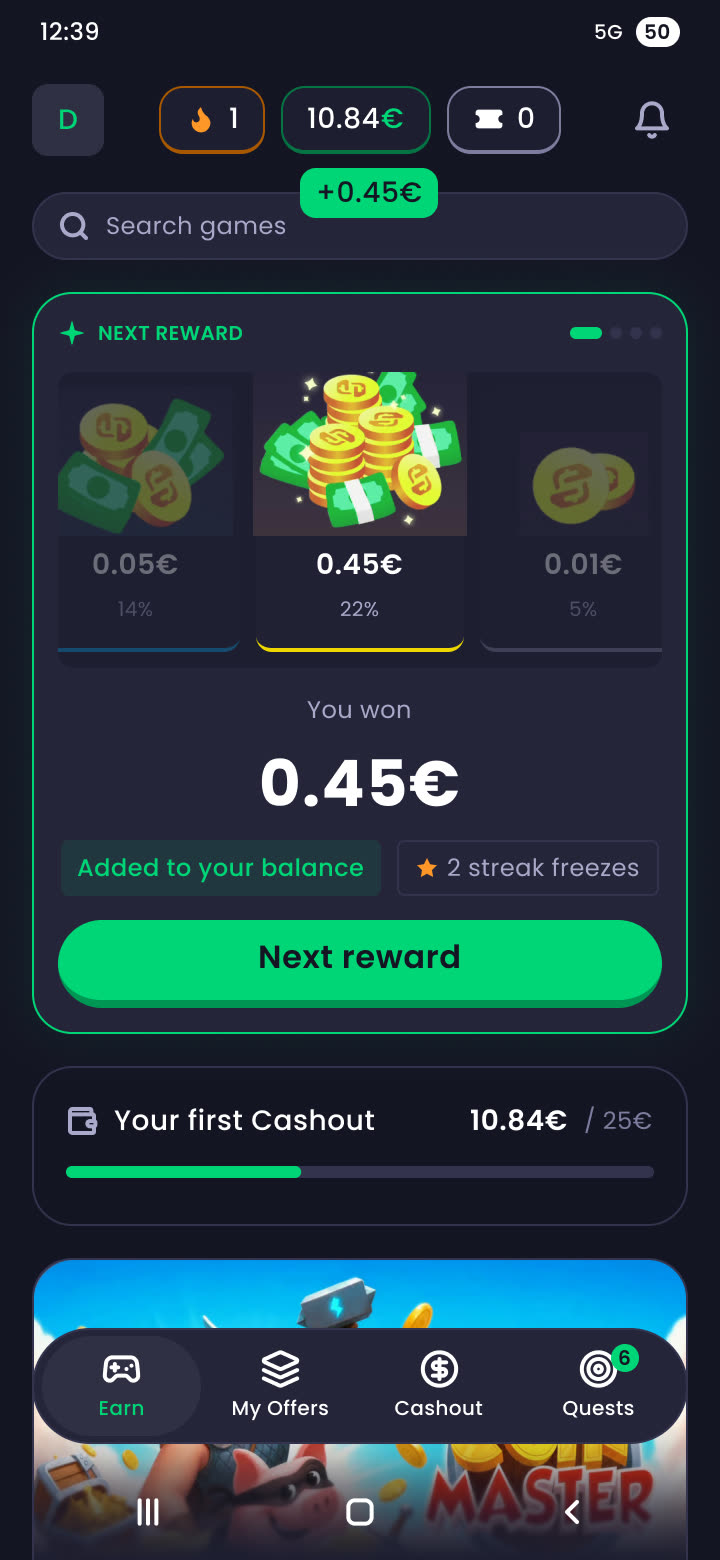 12:39
5G 50
D
1
10.84€
0
+0.45€
Search games
NEXT REWARD
0.05€
0.45€
0.01€
14%
22%
5%
You won
0.45€
Added to your balance
2 streak freezes
Next reward
Your first Cashout
10.84€ / 25€
6
Earn
My Offers
Cashout
Quests
MASTER